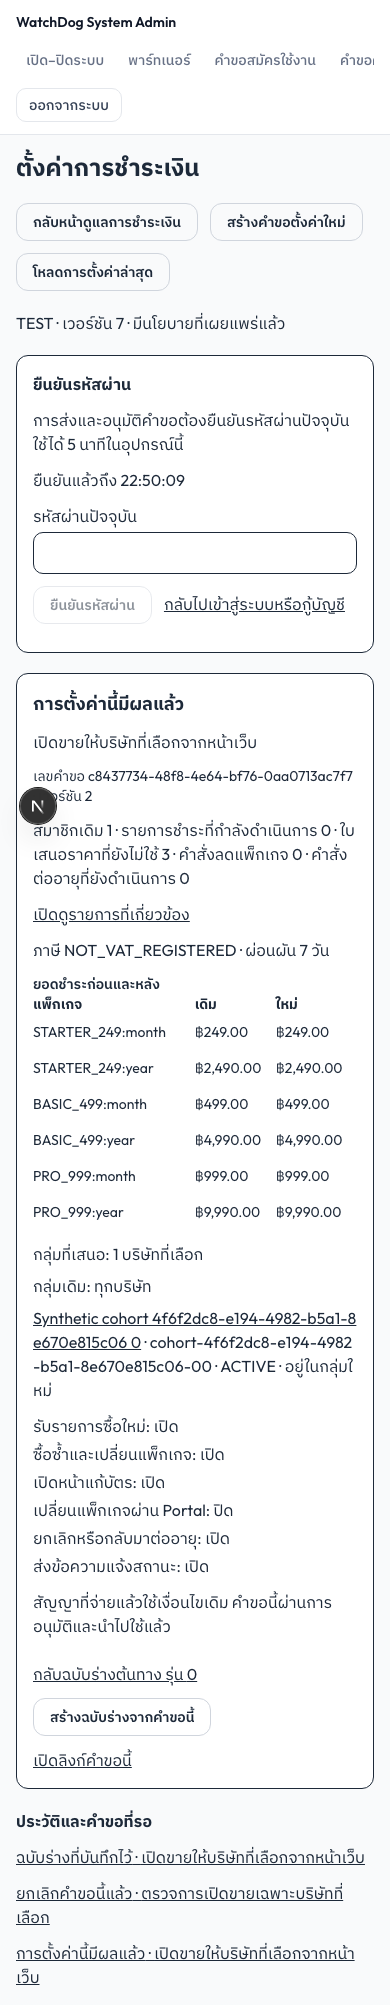 WatchDog System Admin
เปิด-ปิดระบบ พาร์ทเนอร์ คำขอสมัครใช้งาน
ออกจากระบบ
ตั้งค่าการชำระเงิน
กลับหน้าดูแลการชำระเงิน สร้างคำขอตั้งค่าใหม่
โหลดการตั้งค่าล่าสุด
TEST · เวอร์ชัน 7 · มีนโยบายที่เผยแพร่แล้ว
ยืนยันรหัสผ่าน
การส่งและอนุมัติคำขอต้องยืนยันรหัสผ่านปัจจุบัน
ใช้ได้ 5 นาทีในอุปกรณ์นี้
ยืนยันแล้วถึง 22:50:09
รหัสผ่านปัจจุบัน
ยืนยันรหัสผ่าน กลับไปเข้าสู่ระบบหรือกู้บัญชี
การตั้งค่านี้มีผลแล้ว
เปิดขายให้บริษัทที่เลือกจากหน้าเว็บ
เลขคำขอ c8437734-48f8-4e64-bf76-0aa0713ac7f7
2
N
สมาชิกเดิม 1 · รายการชำระที่กำลังดำเนินการ 0 · ใบ
เสนอราคาที่ยังไม่ใช้ 3 · คำสั่งลดแพ็กเกจ 0 · คำสั่ง
ต่ออายุที่ยังดำเนินการ 0
เปิดดูรายการที่เกี่ยวข้อง
ภาษี NOT_VAT_REGISTERED · ผ่อนผัน 7 วัน
ยอดชำระก่อนและหลัง
แพ็กเกจ เดิม ใหม่
STARTER_249:month ฿249.00 ฿249.00
STARTER_249:year ฿2,490.00 ฿2,490.00
BASIC_499:month ฿499.00 ฿499.00
BASIC_499:year ฿4,990.00 ฿4,990.00
PRO_999:month ฿999.00 ฿999.00
PRO_999:year ฿9,990.00 ฿9,990.00
กลุ่มที่เสนอ: 1 บริษัทที่เลือก
กลุ่มเดิม: ทุกบริษัท
Synthetic cohort 4f6f2dc8-e194-4982-b5a1-8
e670e815c06 0 · cohort-4f6f2dc8-e194-4982
-b5a1-8e670e815c06-00 · ACTIVE · อยู่ในกลุ่มใ
หม่
รับรายการซื้อใหม่: เปิด
ซื้อซ้ำและเปลี่ยนแพ็กเกจ: เปิด
เปิดหน้าแก้บัตร: เปิด
เปลี่ยนแพ็กเกจผ่าน Portal: ปิด
ยกเลิกหรือกลับมาต่ออายุ: เปิด
ส่งข้อความแจ้งสถานะ: เปิด
สัญญาที่จ่ายแล้วใช้เงื่อนไขเดิม คำขอนี้ผ่านการ
อนุมัติและนำไปใช้แล้ว
กลับฉบับร่างต้นทาง รุ่น 0
สร้างฉบับร่างจากคำขอนี้
เปิดลิงก์คำขอนี้
ประวัติและคำขอที่รอ
ฉบับร่างที่บันทึกไว้ · เปิดขายให้บริษัทที่เลือกจากหน้าเว็บ
ยกเลิกคำขอนี้แล้ว · ตรวจการเปิดขายเฉพาะบริษัทที่
เลือก
การตั้งค่านี้มีผลแล้ว · เปิดขายให้บริษัทที่เลือกจากหน้า
เว็บ